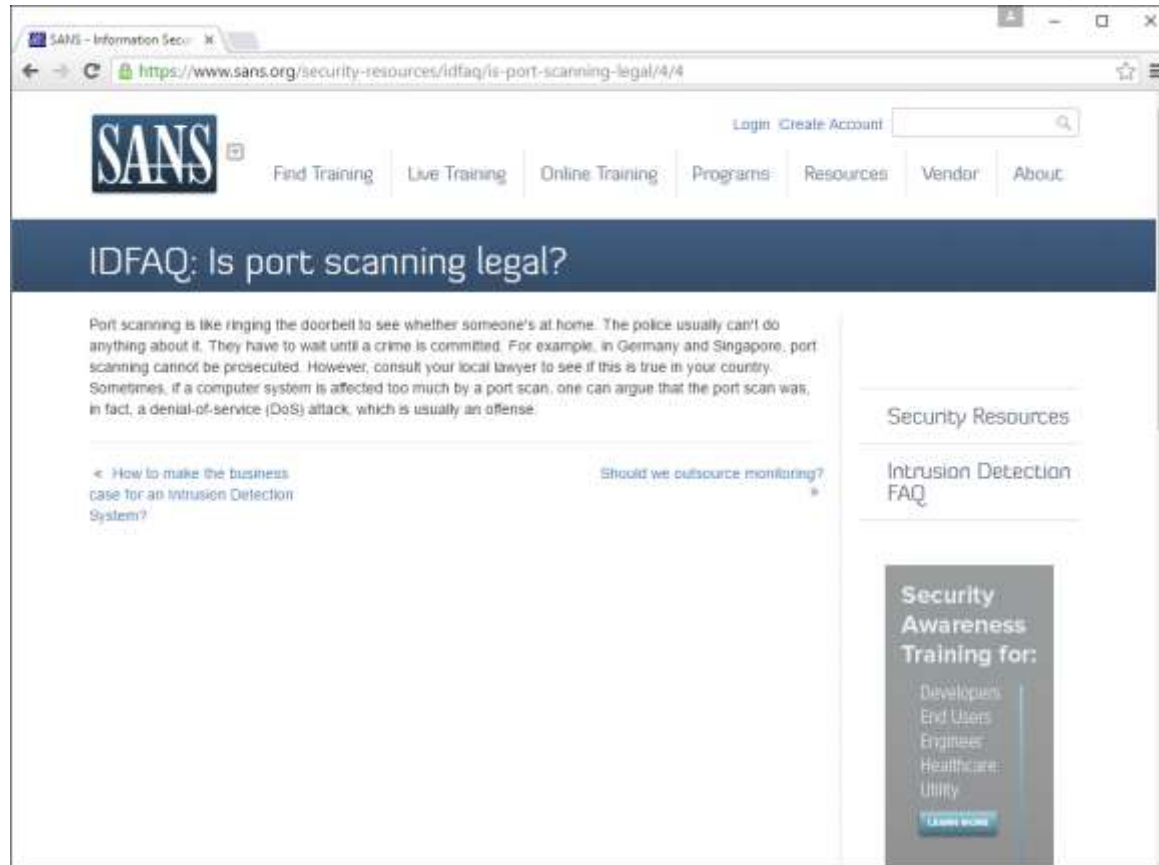 SANS – Information Secu
https://www.sans.org/security-resources/idfaq/is-port-scanning-legal/4/4
SANS
Login Create Account
Find Training
Live Training
Online Training
Programs
Resources
Vendor
About
IDFAQ: Is port scanning legal?
Port scanning is like ringing the doorbell to see whether someone's at home. The police usually can't do
anything about it. They have to wait until a crime is committed. For example, in Germany and Singapore, port
scanning cannot be prosecuted. However, consult your local lawyer to see if this is true in your country.
Sometimes, if a computer system is affected too much by a port scan, one can argue that the port scan was,
in fact, a denial-of-service (DoS) attack, which is usually an offense.
« How to make the business
case for an Intrusion Detection
System?
Should we outsource monitoring?
»
Security Resources
Intrusion Detection
FAQ
Security
Awareness
Training for:
Developers
End Users
Engineer
Healthcare
Utility
LEARN MORE